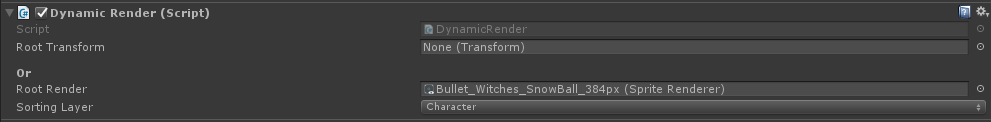 Dynamic Render (Script)
Script DynamicRender
Root Transform None (Transform)
Or
Root Render Bullet_Witches_SnowBall_384px (Sprite Renderer)
Sorting Layer Character